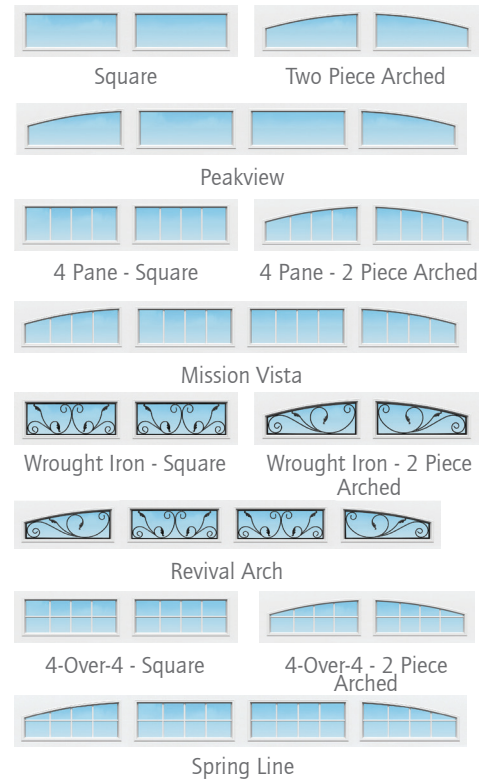 Square
Two Piece Arched
Peakview
4 Pane - Square
4 Pane - 2 Piece Arched
Mission Vista
Wrought Iron - Square
Wrought Iron - 2 Piece
Arched
Revival Arch
4-Over-4 - Square
4-Over-4 - 2 Piece
Arched
Spring Line